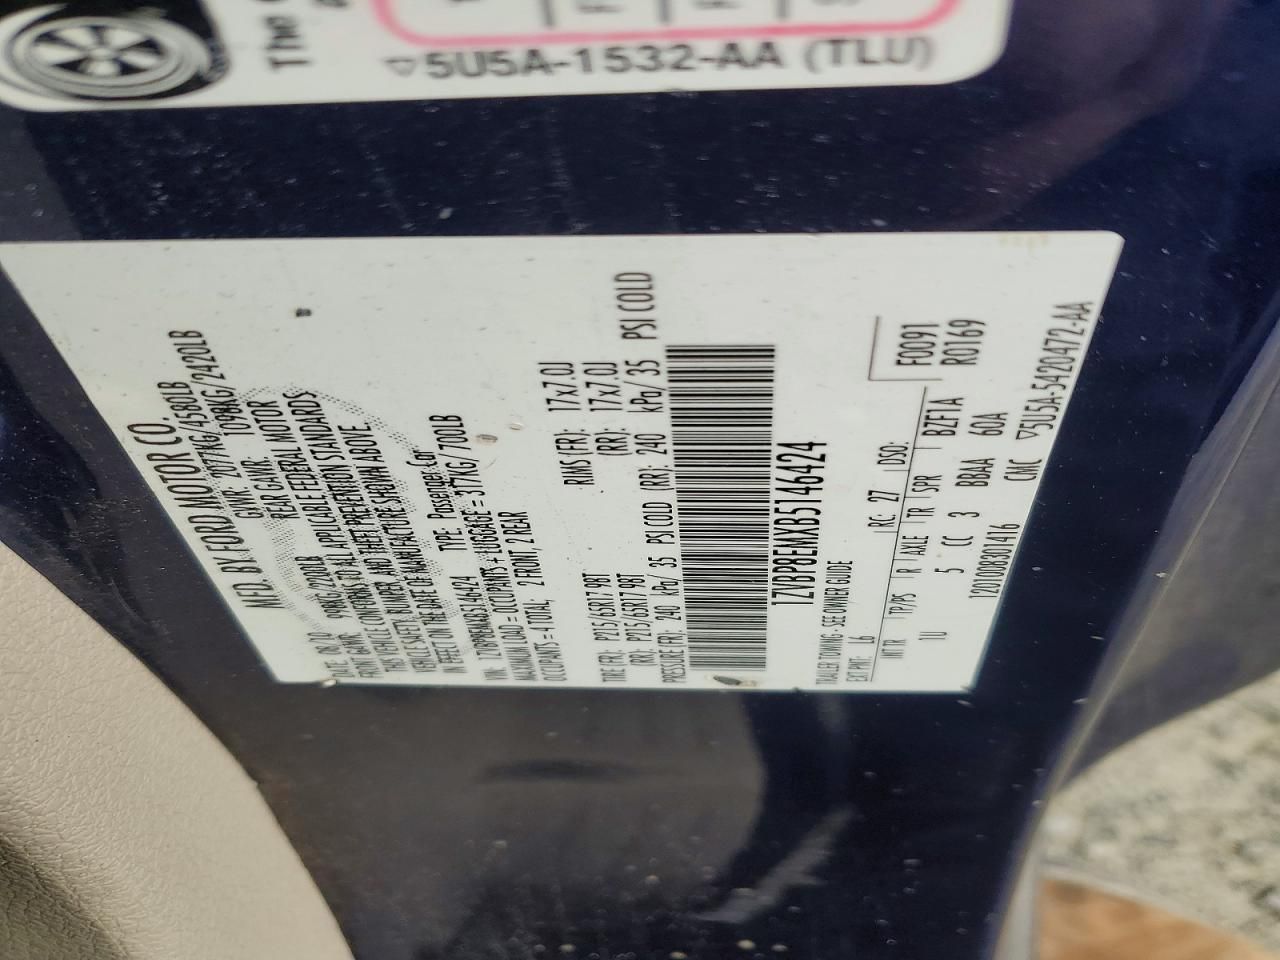 The
▽5U5A-1532-AA (TLU)
MFD. BY FORD MOTOR CO.
DATE: 08/10 GVWR: 2077KG/4580LB
FRONT GAWR: 998KG/2200LB REAR GAWR: 1098KG/2420LB
THIS VEHICLE CONFORMS TO ALL APPLICABLE FEDERAL MOTOR
VEHICLE SAFETY, BUMPER, AND THEFT PREVENTION STANDARDS
IN EFFECT ON THE DATE OF MANUFACTURE SHOWN ABOVE.
VIN: 1ZVBP8EMXB5146424 TYPE: Passenger Car
MAXIMUM LOAD = OCCUPANTS + LUGGAGE = 317KG/700LB
OCCUPANTS = 4 TOTAL, 2 FRONT, 2 REAR
TIRE (FR): P215/65R17 98T RIMS (FR): 17x7.0J
(RR): P215/65R17 98T (RR): 17x7.0J
PRESSURE (FR): 240 kPa/ 35 PSI COLD (RR): 240 kPa/ 35 PSI COLD
1ZVBP8EMXB5146424
TRAILER TOWING - SEE OWNER GUIDE
EXT PNT: L6 RC: 27 DSO: F0091
INT TR TP/PS R AXLE TR SPR BZF1A R0169
1U 5 CC 3 BBAA 60A
12010008301416 CMC ▽5U5A-5420472-AA